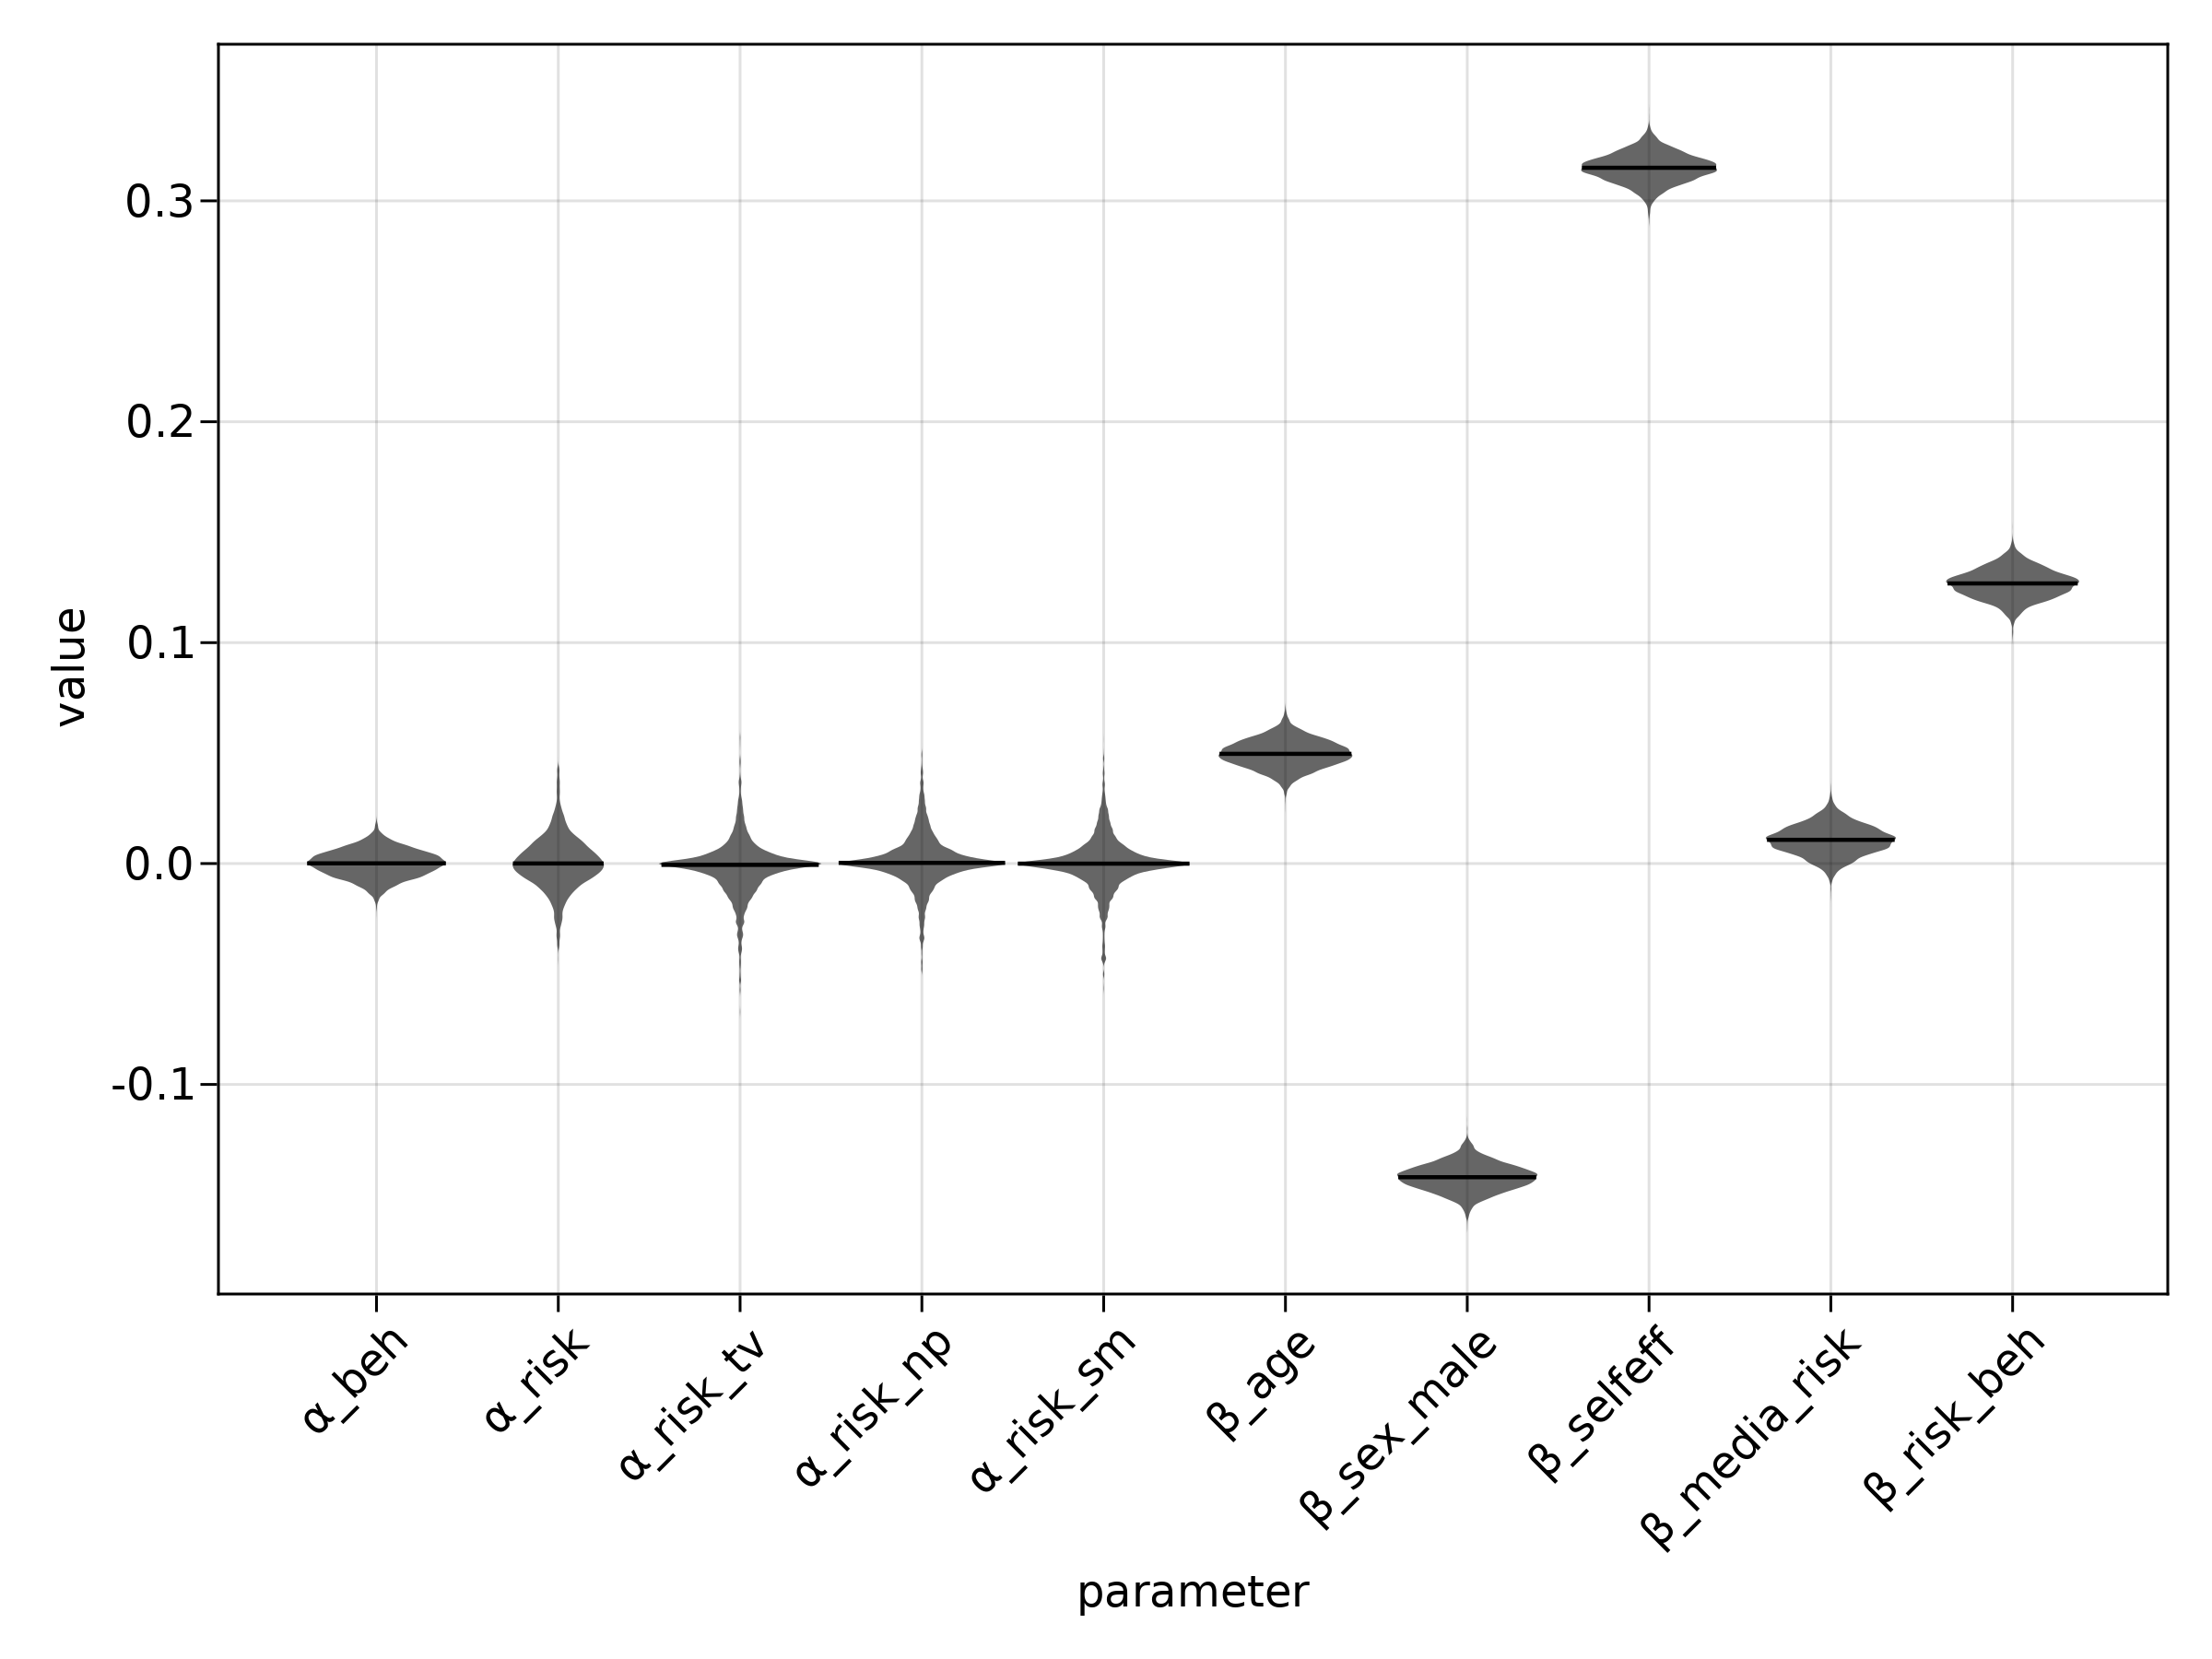 value
0.3
0.2
0.1
0.0
-0.1
α_beh
α_risk
α_risk_tv
α_risk_np
α_risk_sm
β_age
β_sex_male
β_selfeff
β_media_risk
β_risk_beh
parameter